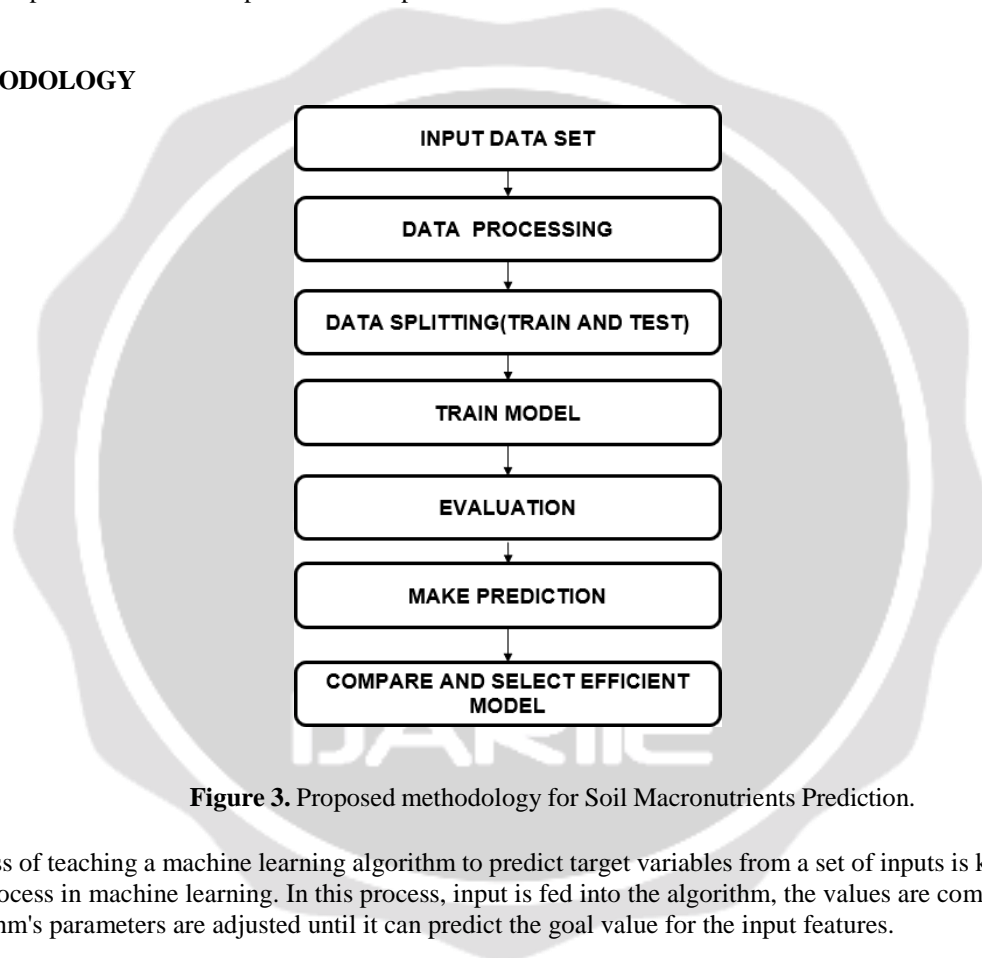 ODOLOGY
INPUT DATA SET
DATA PROCESSING
DATA SPLITTING(TRAIN AND TEST)
TRAIN MODEL
EVALUATION
MAKE PREDICTION
COMPARE AND SELECT EFFICIENT
MODEL
Figure 3. Proposed methodology for Soil Macronutrients Prediction.
ss of teaching a machine learning algorithm to predict target variables from a set of inputs is k
ocess in machine learning. In this process, input is fed into the algorithm, the values are com
m's parameters are adjusted until it can predict the goal value for the input features.